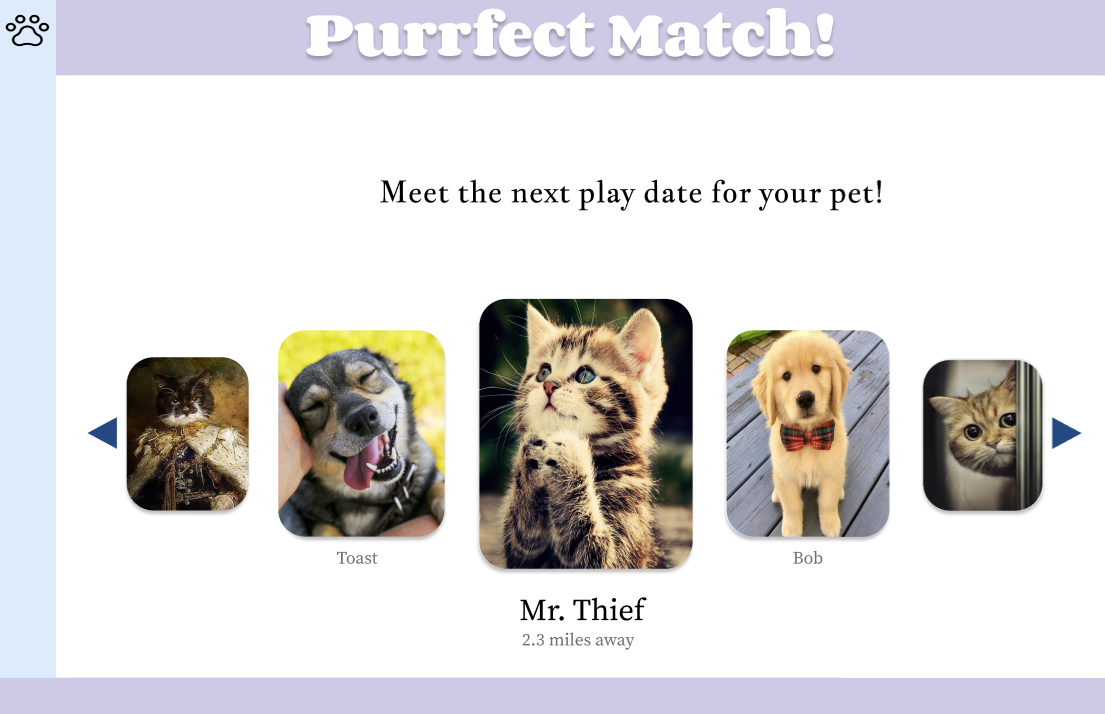 Purrfect Match!
Meet the next play date for your pet!
Toast
Bob
Mr. Thief
2.3 miles away